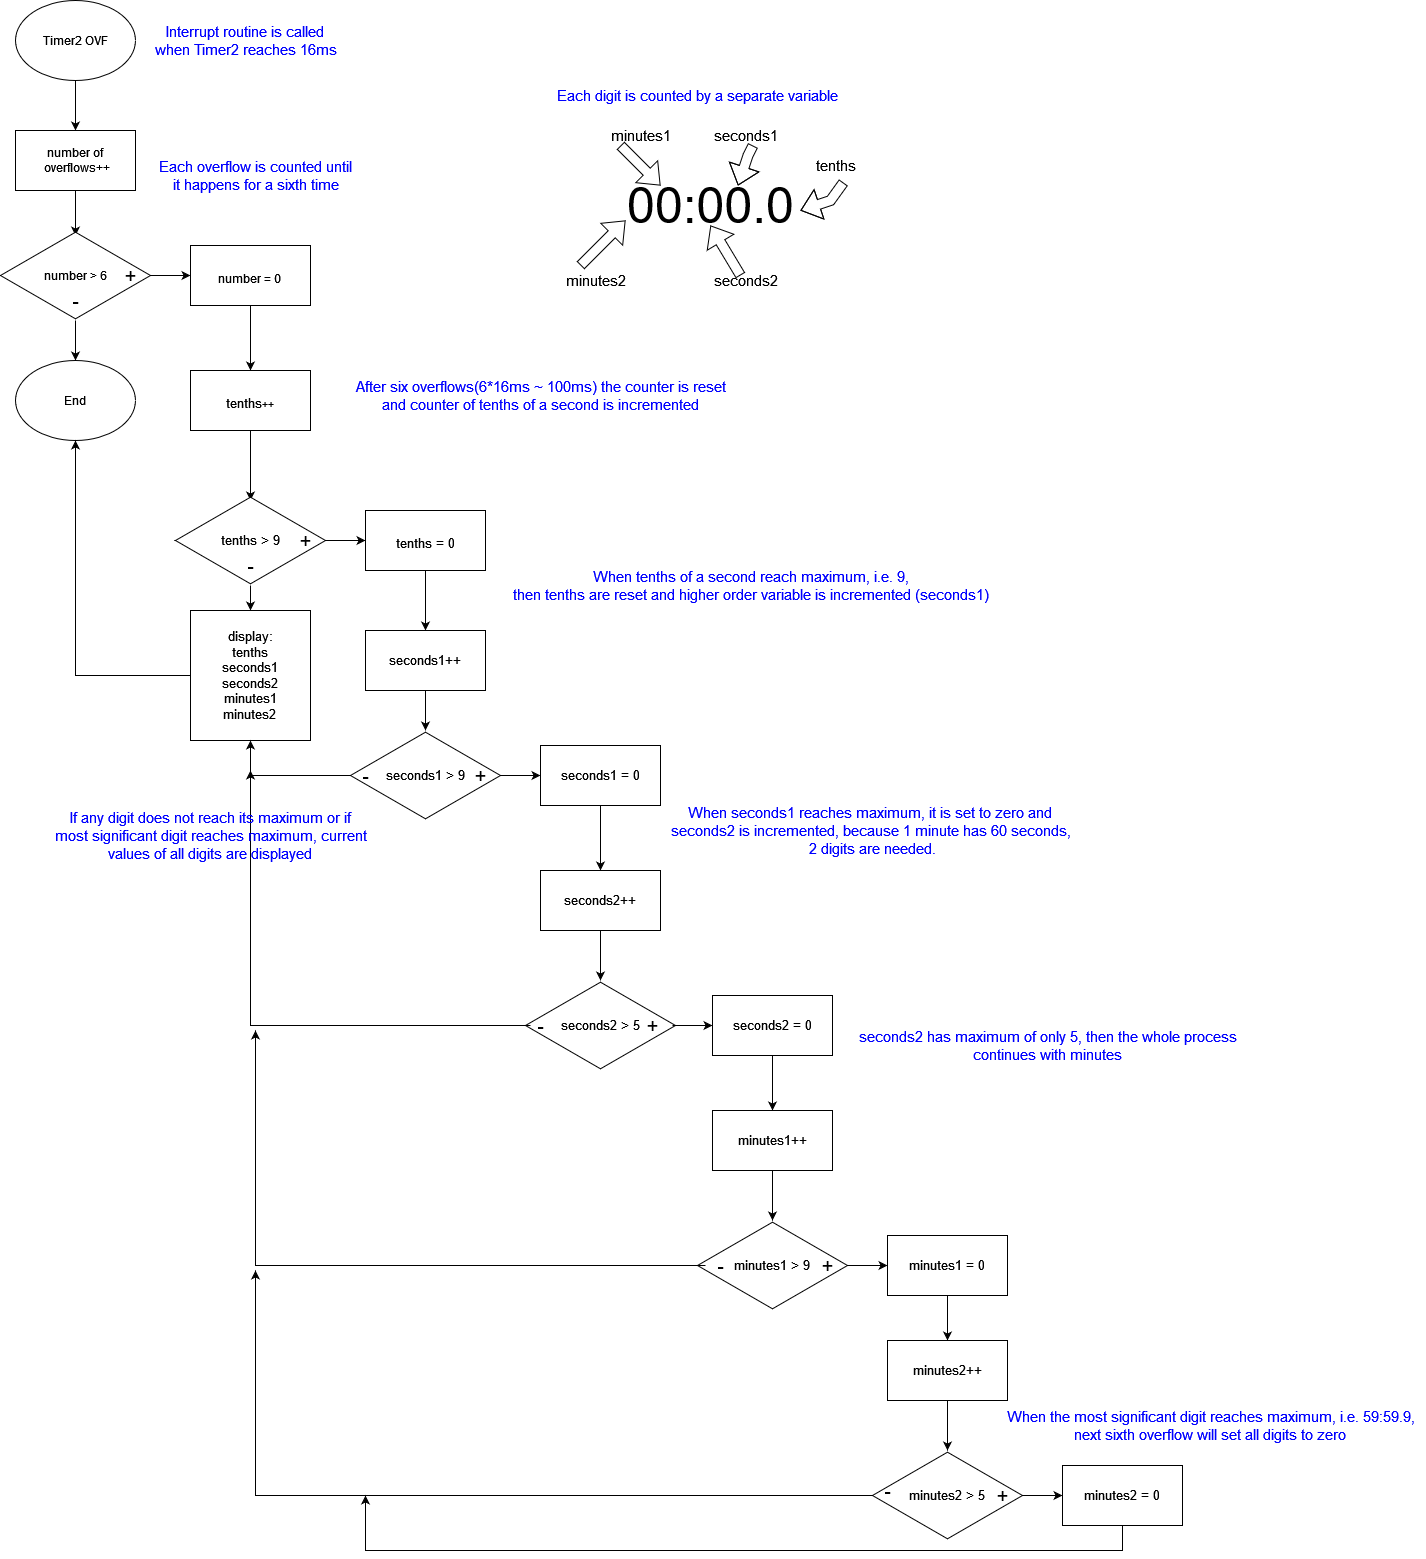 Timer2 OVF
Interrupt routine is called
when Timer2 reaches 16ms
Each digit is counted by a separate variable
minutes1
seconds1
tenths
00:00.0
minutes2
seconds2
number of
overflows++
Each overflow is counted until
it happens for a sixth time
number > 6
+
-
number = 0
End
tenths++
After six overflows(6*16ms ~ 100ms) the counter is reset
and counter of tenths of a second is incremented
tenths > 9
+
-
tenths = 0
When tenths of a second reach maximum, i.e. 9,
then tenths are reset and higher order variable is incremented (seconds1)
display:
tenths
seconds1
seconds2
minutes1
minutes2
seconds1++
- seconds1 > 9 +
seconds1 = 0
If any digit does not reach its maximum or if
most significant digit reaches maximum, current
values of all digits are displayed
When seconds1 reaches maximum, it is set to zero and
seconds2 is incremented, because 1 minute has 60 seconds,
2 digits are needed.
seconds2++
- seconds2 > 5 +
seconds2 = 0
seconds2 has maximum of only 5, then the whole process
continues with minutes
minutes1++
- minutes1 > 9 +
minutes1 = 0
minutes2++
When the most significant digit reaches maximum, i.e. 59:59.9,
next sixth overflow will set all digits to zero
- minutes2 > 5 +
minutes2 = 0